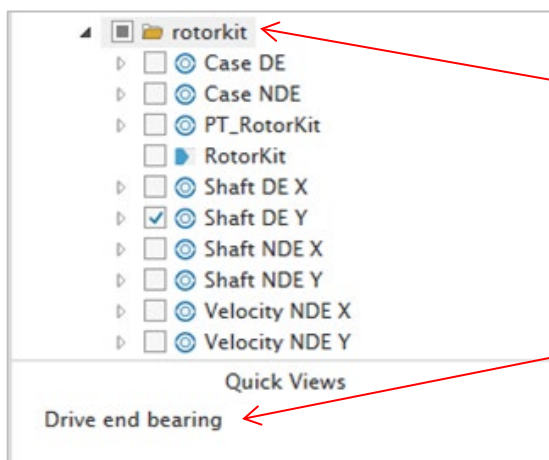 rotorkit
Case DE
Case NDE
PT_RotorKit
RotorKit
Shaft DE X
Shaft DE Y
Shaft NDE X
Shaft NDE Y
Velocity NDE X
Velocity NDE Y
Quick Views
Drive end bearing